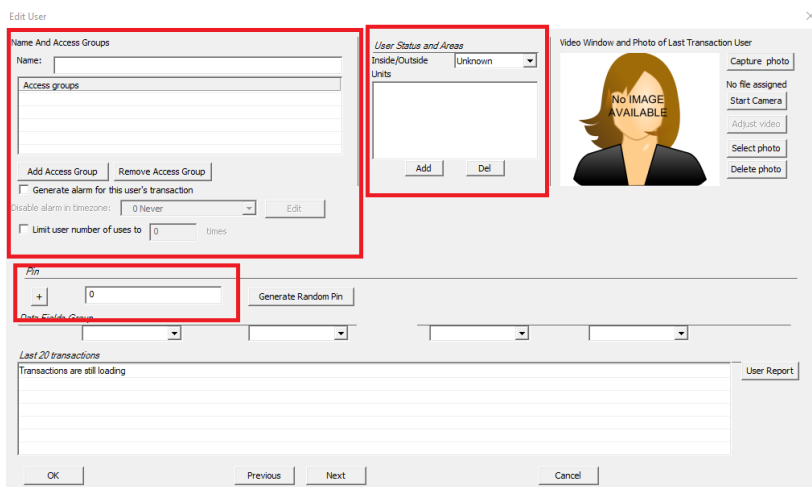 Edit User
Name And Access Groups
Name:
Access groups
Add Access Group
Remove Access Group
Generate alarm for this user's transaction
Disable alarm in timezone:
0 Never
Edit
Limit user number of uses to
0
times
User Status and Areas
Inside/Outside
Unknown
Units
Add
Del
Video Window and Photo of Last Transaction User
No IMAGE
AVAILABLE
Capture photo
No file assigned
Start Camera
Adjust video
Select photo
Delete photo
Pin
+
0
Generate Random Pin
Data Fields Group
Last 20 transactions
Transactions are still loading
User Report
OK
Previous
Next
Cancel